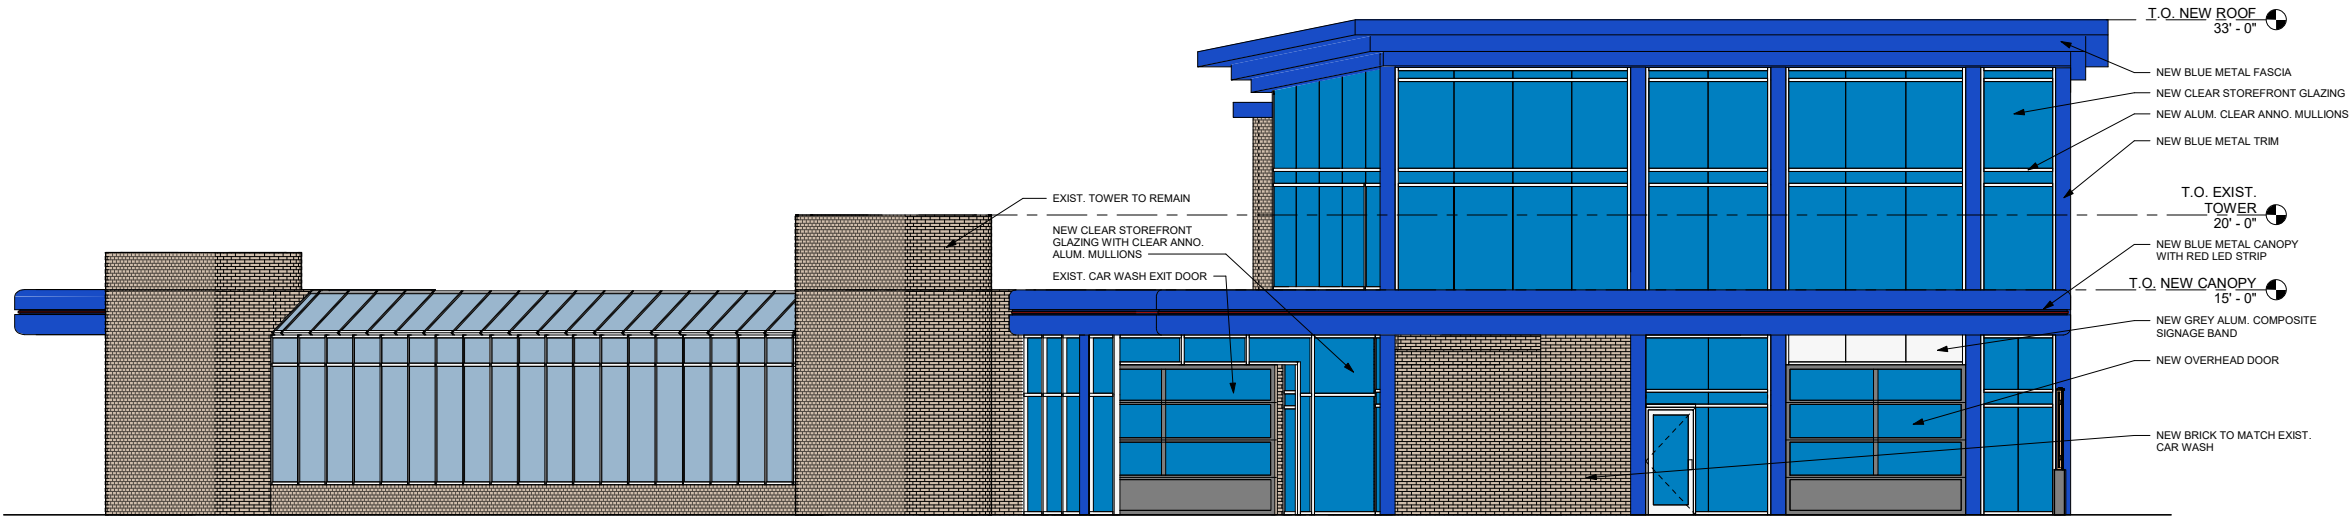 T.O. NEW ROOF
33' - 0"
NEW BLUE METAL FASCIA
NEW CLEAR STOREFRONT GLAZING
NEW ALUM. CLEAR ANNO. MULLIONS
NEW BLUE METAL TRIM
EXIST. TOWER TO REMAIN
T.O. EXIST.
TOWER
20' - 0"
NEW CLEAR STOREFRONT
GLAZING WITH CLEAR ANNO.
ALUM. MULLIONS
NEW BLUE METAL CANOPY
WITH RED LED STRIP
EXIST. CAR WASH EXIT DOOR
T.O. NEW CANOPY
15' - 0"
NEW GREY ALUM. COMPOSITE
SIGNAGE BAND
NEW OVERHEAD DOOR
NEW BRICK TO MATCH EXIST.
CAR WASH